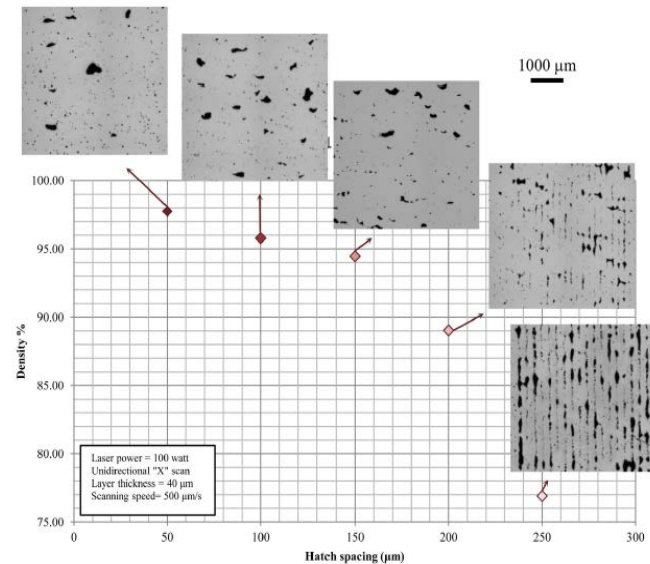 1000 μm
100.00
95.00
90.00
85.00
80.00
75.00
Density %
Laser power = 100 watt
Unidirectional "X" scan
Layer thickness = 40 μm
Scanning speed= 500 μm/s
0 50 100 150 200 250 300
Hatch spacing (μm)